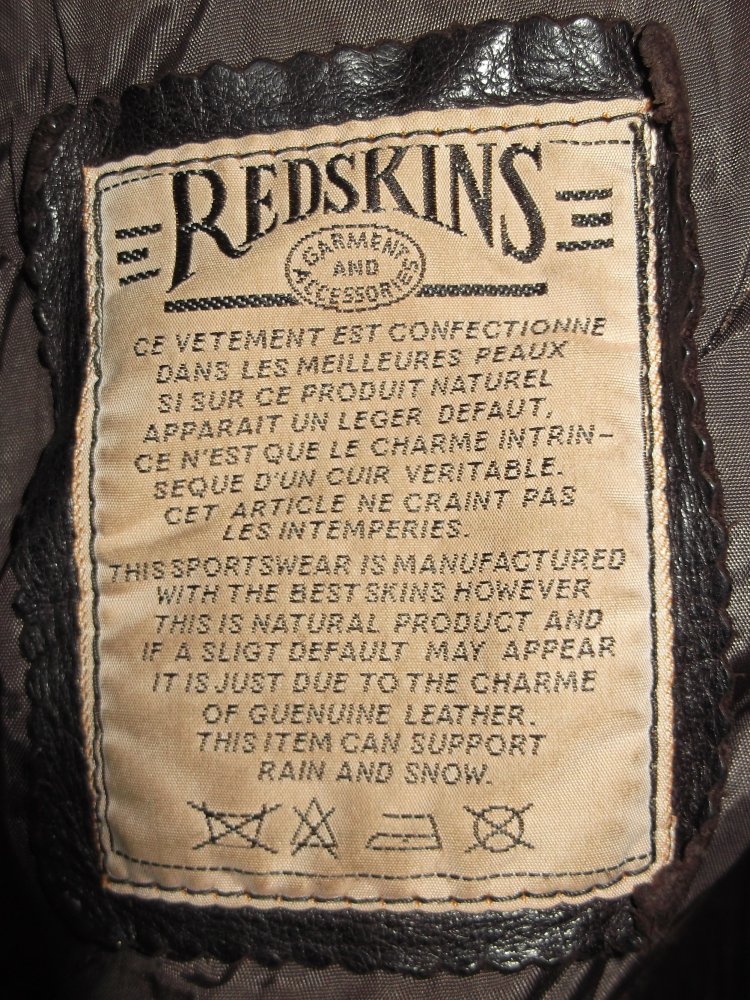 REDSKINS
GARMENT
AND
ACCESSORIES
CE VETEMENT EST CONFECTIONNE
DANS LES MEILLEURES PEAUX
SI SUR CE PRODUIT NATUREL
APPARAIT UN LEGER DEFAUT,
CE N'EST QUE LE CHARME INTRIN-
SEQUE D'UN CUIR VERITABLE.
CET ARTICLE NE CRAINT PAS
LES INTEMPERIES.
THIS SPORTSWEAR IS MANUFACTURED
WITH THE BEST SKINS HOWEVER
THIS IS NATURAL PRODUCT AND
IF A SLIGT DEFAULT MAY APPEAR
IT IS JUST DUE TO THE CHARME
OF GUENUINE LEATHER.
THIS ITEM CAN SUPPORT
RAIN AND SNOW.